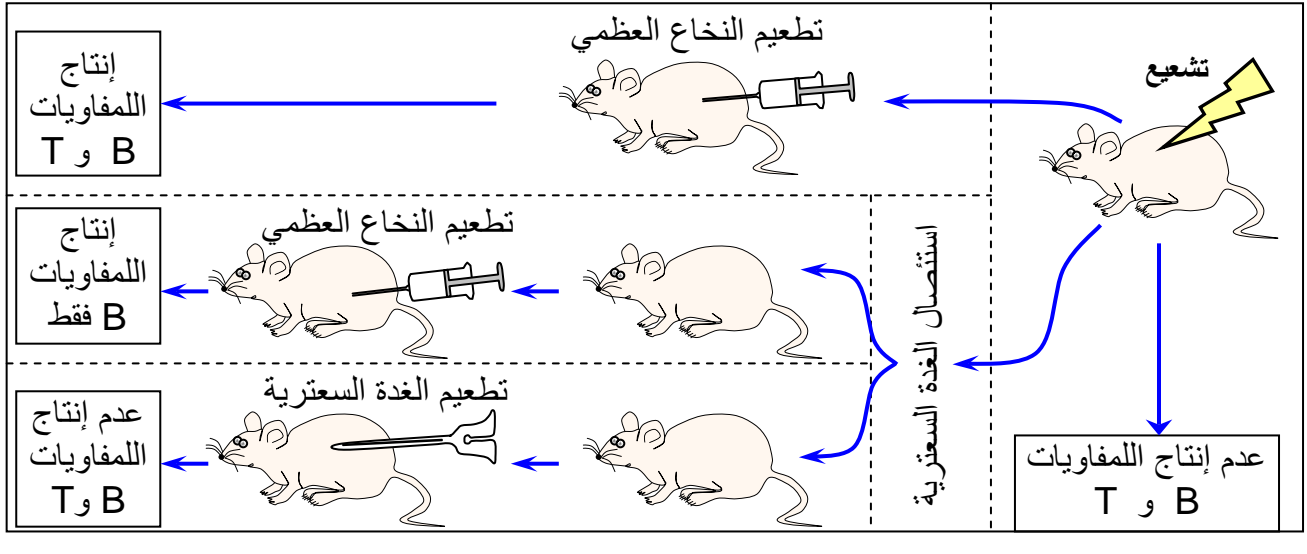 تشعيع
عدم إنتاج اللمفاويات
B و T
تطعيم النخاع العظمي
إنتاج
اللمفاويات
B و T
استئصال الغدة السعترية
تطعيم النخاع العظمي
إنتاج
اللمفاويات
B فقط
تطعيم الغدة السعترية
عدم إنتاج
اللمفاويات
B وT